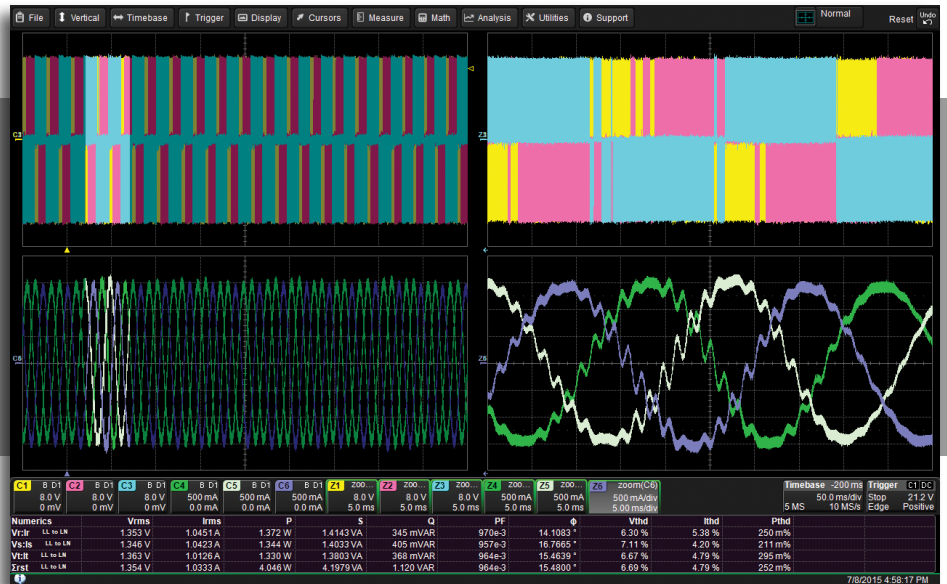 File Vertical Timebase Trigger Display Cursors Measure Math Analysis Utilities Support Normal Reset Undo
C3 Z3
C6 Z6
C1 B D1 C2 B D1 C3 B D1 C4 B D1 C5 B D1 C6 B D1 Z1 zoo... Z2 zoo... Z3 zoo... Z4 zoo... Z5 zoo... Z6 zoom(C6) Timebase -200 ms Trigger C1 DC
8.0 V 8.0 V 8.0 V 500 mA 500 mA 500 mA 8.0 V 8.0 V 8.0 V 500 mA 500 mA 500 mA/div 50.0 ms/div Stop 21.2 V
0 mV 0 mV 0 mV 0.0 mA 0.0 mA 0.0 mA 5.0 ms 5.0 ms 5.0 ms 5.0 ms 5.0 ms 5.00 ms/div 5 MS 10 MS/s Edge Positive
Numerics Vrms Irms P S Q PF ϕ Vthd Ithd Pthd
Vr:Ir LL to LN 1.353 V 1.0451 A 1.372 W 1.4143 VA 345 mVAR 970e-3 14.1083 ° 6.30 % 5.38 % 250 m%
Vs:Is LL to LN 1.346 V 1.0423 A 1.344 W 1.4033 VA 405 mVAR 957e-3 16.7665 ° 7.11 % 4.20 % 211 m%
Vt:It LL to LN 1.363 V 1.0126 A 1.330 W 1.3803 VA 368 mVAR 964e-3 15.4639 ° 6.67 % 4.79 % 295 m%
Σrst LL to LN 1.354 V 1.0333 A 4.046 W 4.1979 VA 1.120 VAR 964e-3 15.4800 ° 6.69 % 4.79 % 252 m%
7/8/2015 4:58:17 PM